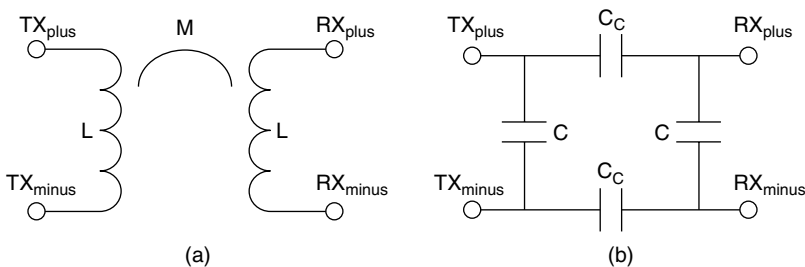 TXplus
M
RXplus
L
L
TXminus
RXminus
(a)
TXplus
CC
RXplus
C
C
TXminus
CC
RXminus
(b)